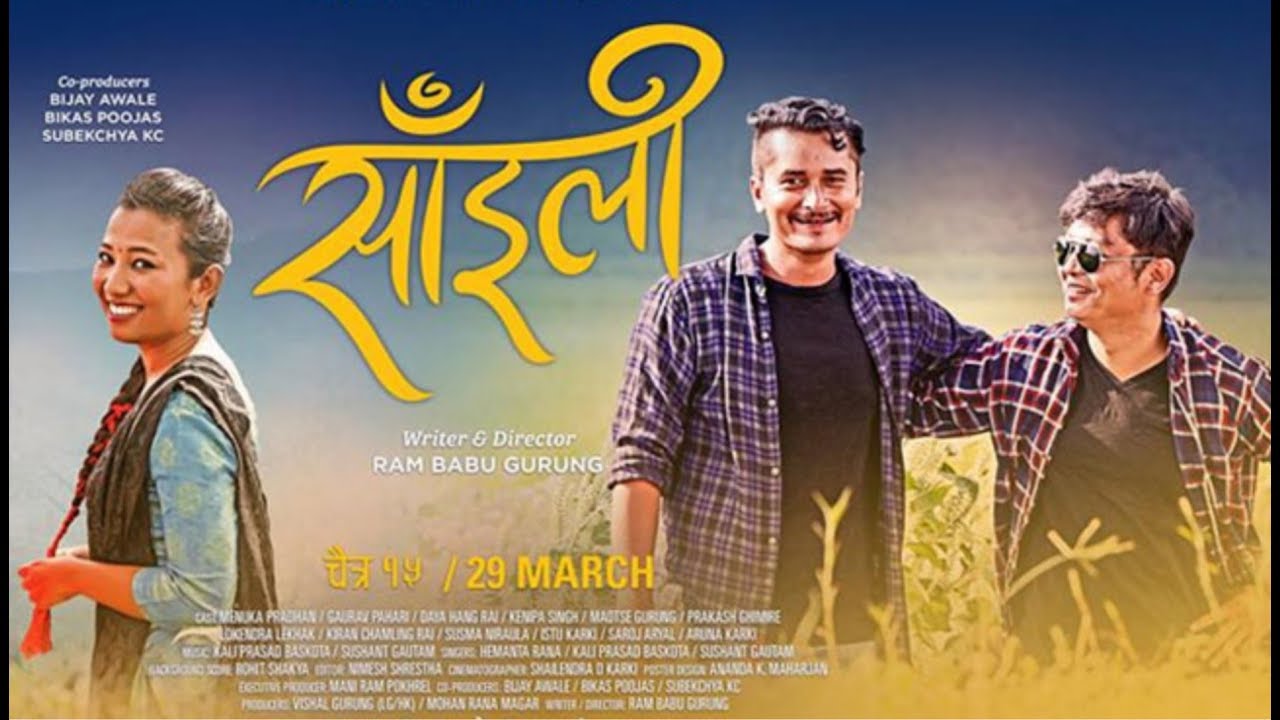 Co-producers
BIJAY AWALE
BIKAS POOJAS
SUBEKCHYA KC
साँइली
Writer & Director
RAM BABU GURUNG
चैत्र १५ / 29 MARCH
CAST MENUKA PRADHAN / GAURAV PAHARI / DAYA HANG RAI / KENIPA SINGH / MAOTSE GURUNG / PRAKASH GHIMIRE
LOKENDRA LEKHAK / KIRAN CHAMLING RAI / SUSMA NIRAULA / ISTU KARKI / SAROJ ARYAL / ARUNA KARKI
MUSIC: KALI PRASAD BASKOTA / SUSHANT GAUTAM SINGERS: HEMANTA RANA / KALI PRASAD BASKOTA / SUSHANT GAUTAM
BACKGROUND SCORE: ROHIT SHAKYA EDITOR: NIMESH SHRESTHA CINEMATOGRAPHER: SHAILENDRA D KARKI POSTER DESIGN: ANANDA K. MAHARJAN
EXECUTIVE PRODUCER: MANI RAM POKHREL CO-PRODUCERS: BIJAY AWALE / BIKAS POOJAS / SUBEKCHYA KC
PRODUCERS: VISHAL GURUNG (LG/HK) / MOHAN RANA MAGAR WRITER / DIRECTOR: RAM BABU GURUNG